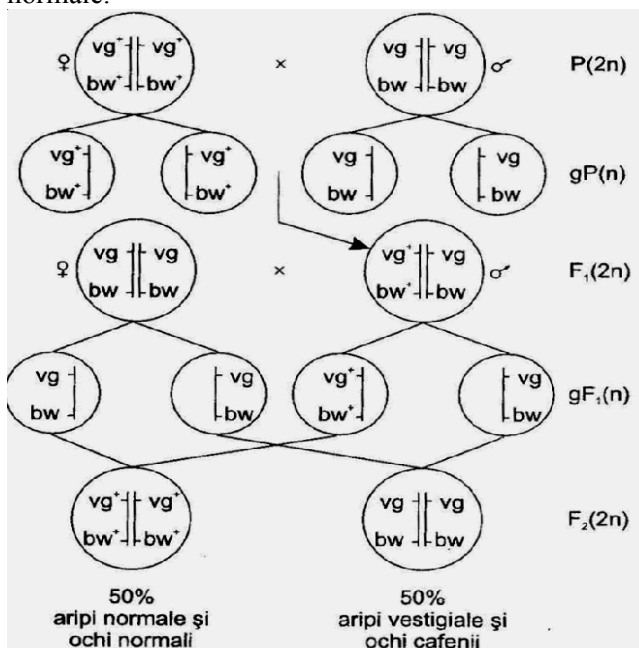 normale.
♀ vg⁺ vg⁺ × vg vg ♂ P(2n)
bw⁺ bw⁺ bw bw
vg⁺ vg⁺ vg vg gP(n)
bw⁺ bw⁺ bw bw
♀ vg vg × vg⁺ vg ♂ F₁(2n)
bw bw bw⁺ bw
vg vg vg⁺ vg gF₁(n)
bw bw bw⁺ bw
vg⁺ vg⁺ vg vg F₂(2n)
bw⁺ bw⁺ bw bw
50% 50%
aripi normale şi aripi vestigiale şi
ochi normali ochi cafenii